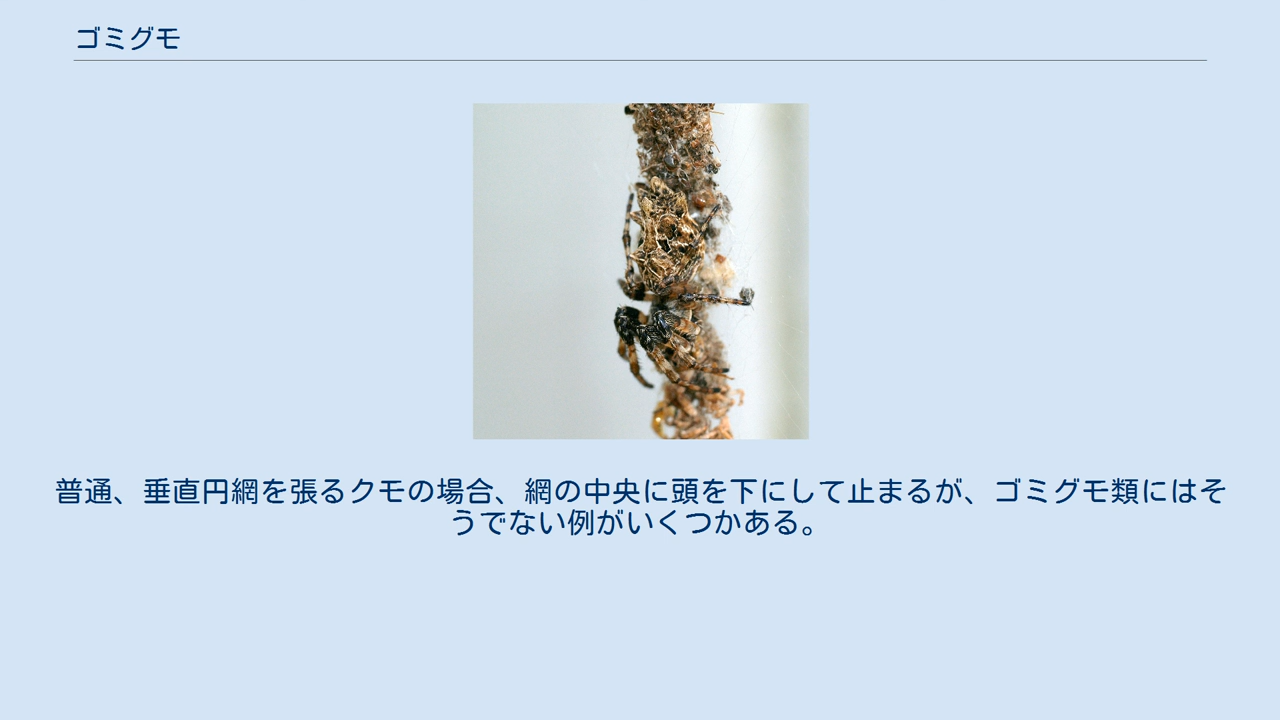 ゴミグモ
普通、垂直円網を張るクモの場合、網の中央に頭を下にして止まるが、ゴミグモ類にはそ
うでない例がいくつかある。